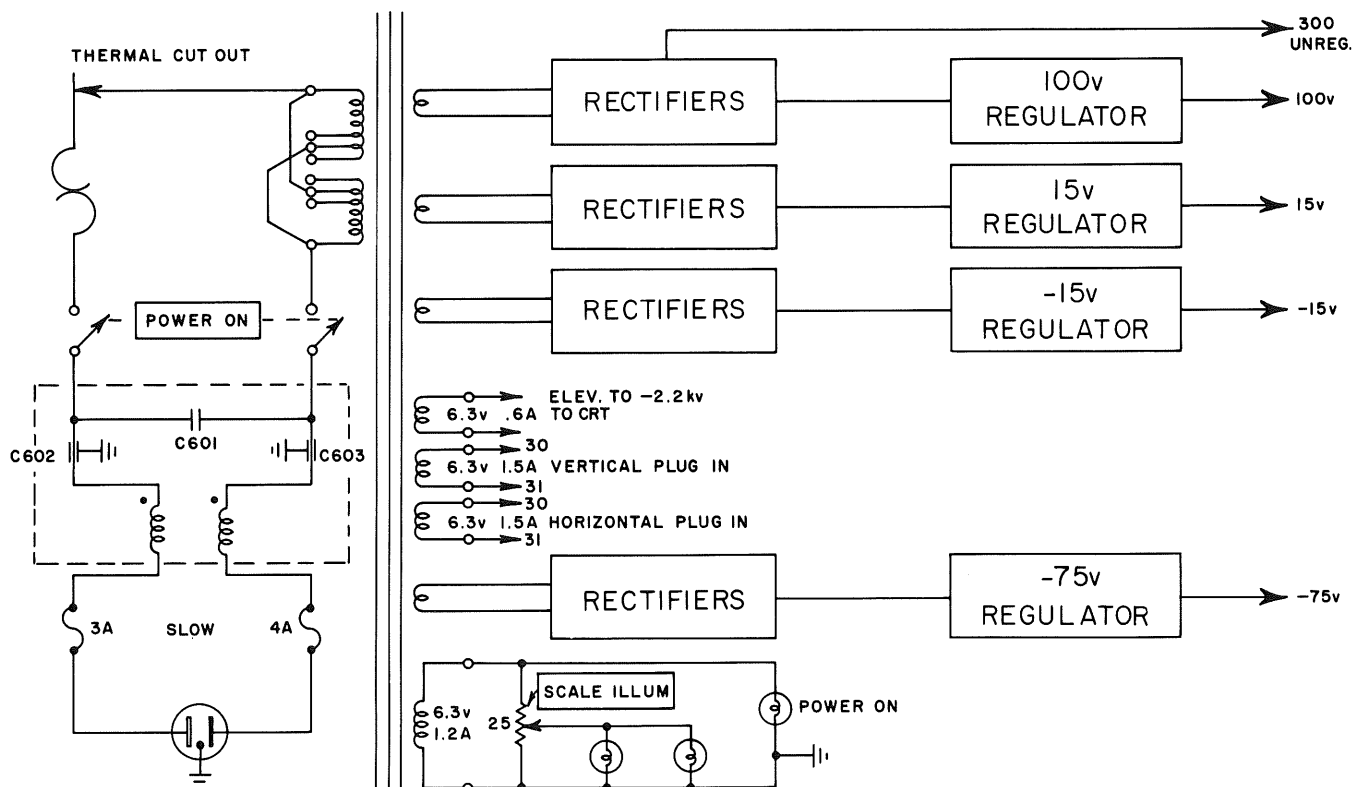 THERMAL CUT OUT
300
UNREG.
RECTIFIERS
100v
REGULATOR
100v
RECTIFIERS
15v
REGULATOR
15v
POWER ON
RECTIFIERS
-15v
REGULATOR
-15v
ELEV. TO -2.2kv
6.3v .6A TO CRT
C601
C602
C603
30
6.3v 1.5A VERTICAL PLUG IN
31
30
6.3v 1.5A HORIZONTAL PLUG IN
31
RECTIFIERS
-75v
REGULATOR
-75v
3A
SLOW
4A
SCALE ILLUM
6.3v
1.2A
25
POWER ON